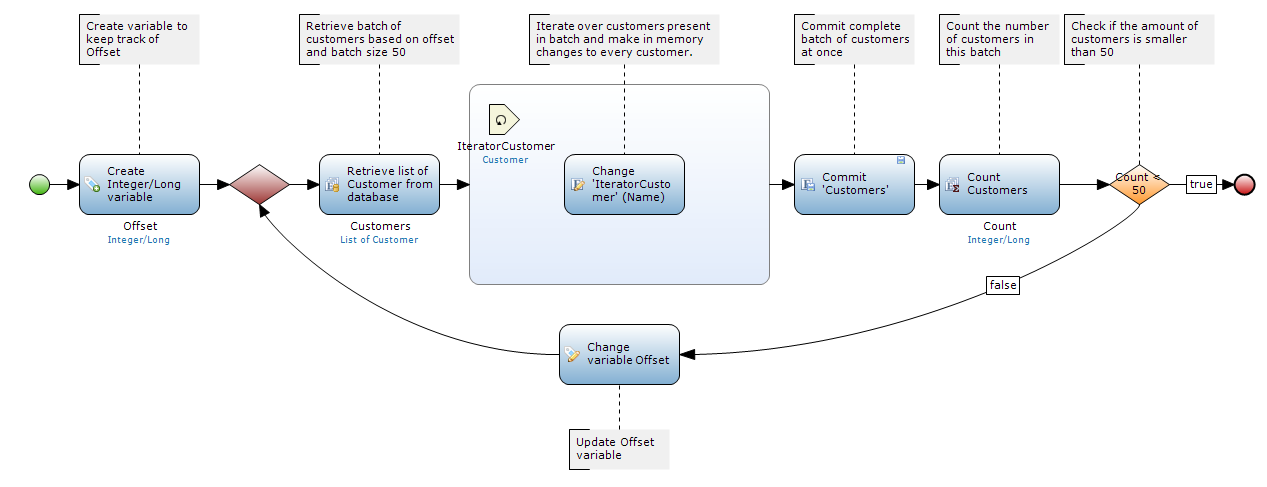 Create variable to
keep track of
Offset
Retrieve batch of
customers based on offset
and batch size 50
Iterate over customers present
in batch and make in memory
changes to every customer.
Commit complete
batch of customers
at once
Count the number
of customers in
this batch
Check if the amount of
customers is smaller
than 50
Create
Integer/Long
variable
Offset
Integer/Long
Retrieve list of
Customer from
database
Customers
List of Customer
IteratorCustomer
Customer
Change
'IteratorCusto
mer' (Name)
Commit
'Customers'
Count
Customers
Count
Integer/Long
Count <
50
true
false
Change
variable Offset
Update Offset
variable